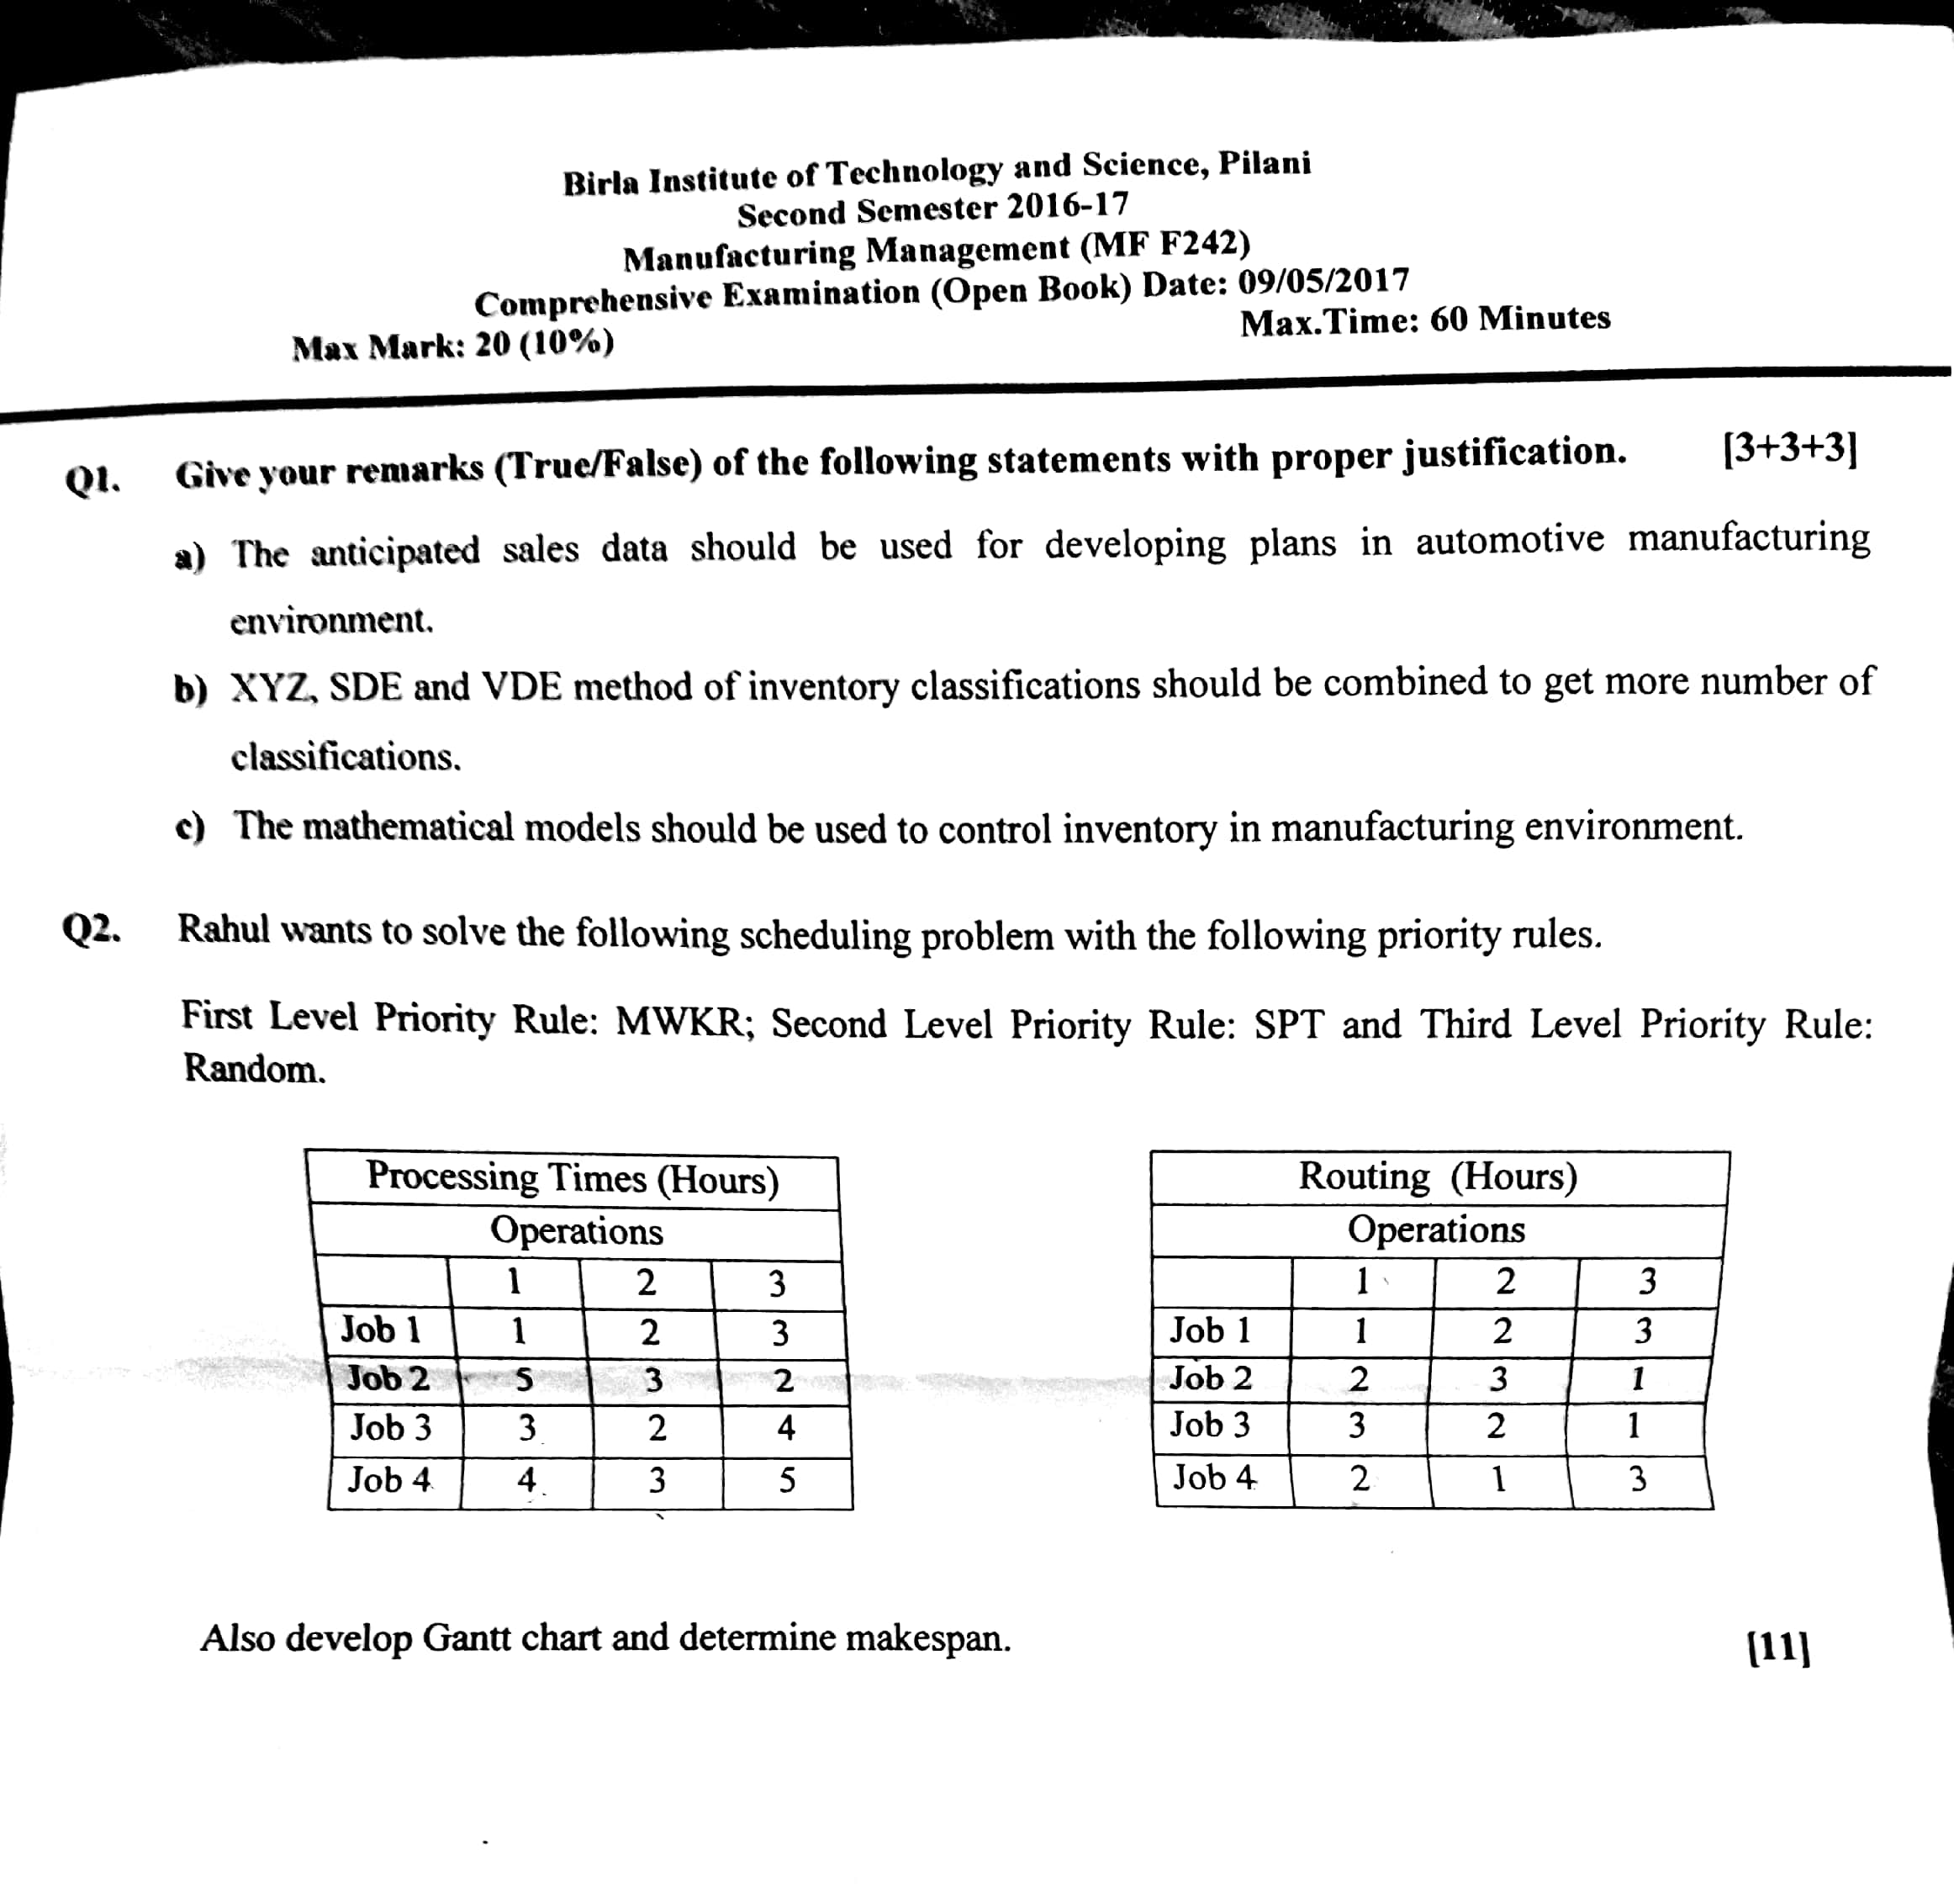 Birla Institute of Technology and Science, Pilani
Second Semester 2016-17
Manufacturing Management (MF F242)
Comprehensive Examination (Open Book) Date: 09/05/2017
Max Mark: 20 (10%) Max.Time: 60 Minutes
Q1. Give your remarks (True/False) of the following statements with proper justification. [3+3+3]
a) The anticipated sales data should be used for developing plans in automotive manufacturing
environment.
b) XYZ, SDE and VDE method of inventory classifications should be combined to get more number of
classifications.
c) The mathematical models should be used to control inventory in manufacturing environment.
Q2. Rahul wants to solve the following scheduling problem with the following priority rules.
First Level Priority Rule: MWKR; Second Level Priority Rule: SPT and Third Level Priority Rule:
Random.
Processing Times (Hours)
Operations
1 2 3
Job 1 1 2 3
Job 2 5 3 2
Job 3 3 2 4
Job 4 4 3 5
Routing (Hours)
Operations
1 2 3
Job 1 1 2 3
Job 2 2 3 1
Job 3 3 2 1
Job 4 2 1 3
Also develop Gantt chart and determine makespan. [11]